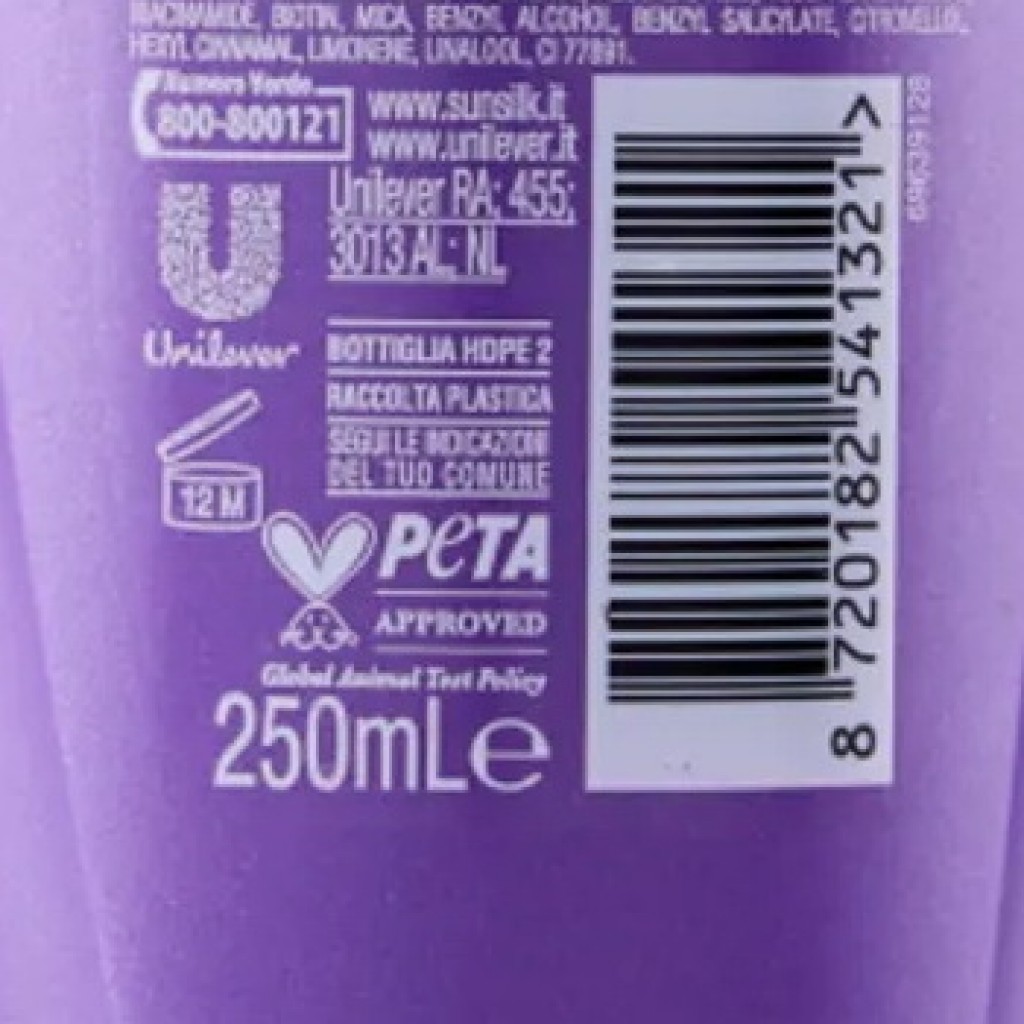 NIACINAMIDE, BIOTIN, MICA, BENZYL ALCOHOL, BENZYL SALICYLATE, CITRONELLOL,
HEXYL CINNAMAL, LIMONENE, LINALOOL, CI 77891.
Numero Verde
800-800121
www.sunsilk.it
www.unilever.it
Unilever RA; 455;
3013 AL; NL
Unilever
BOTTIGLIA HDPE 2
RACCOLTA PLASTICA
SEGUI LE INDICAZIONI
DEL TUO COMUNE
12 M
PETA
APPROVED
Global Animal Test Policy
250mL e
8 720182 541321 >
69639128